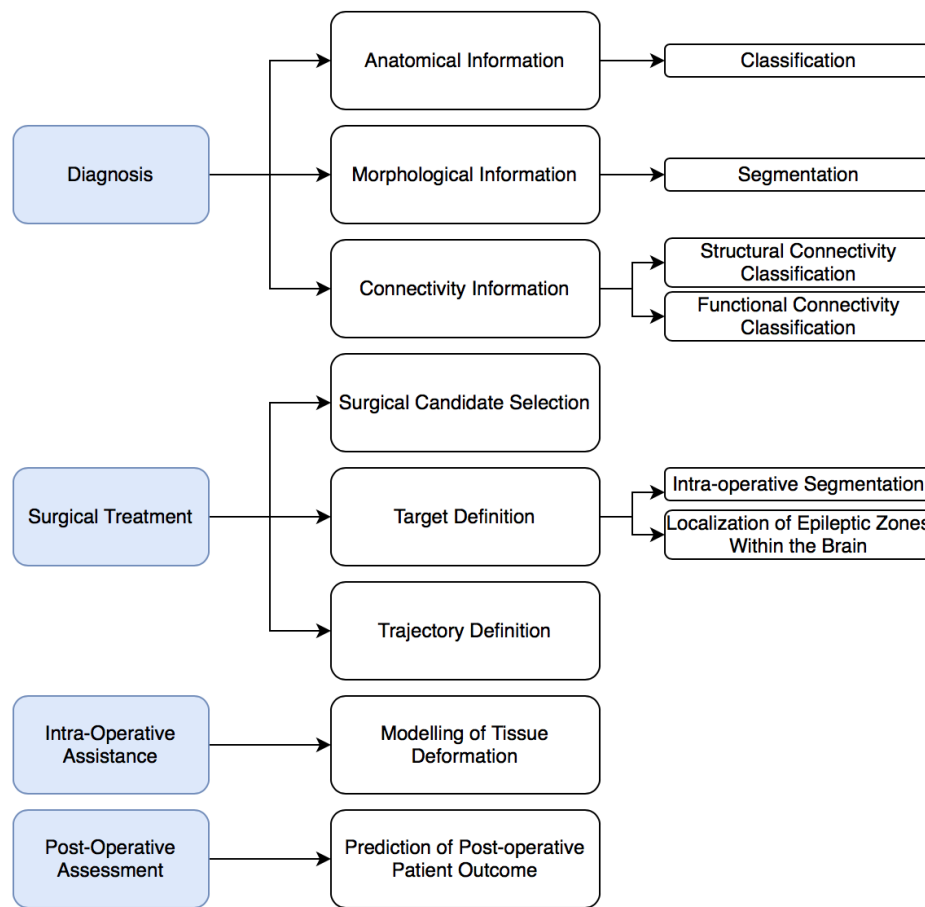 Diagnosis
Anatomical Information
Classification
Morphological Information
Segmentation
Connectivity Information
Structural Connectivity
Classification
Functional Connectivity
Classification
Surgical Treatment
Surgical Candidate Selection
Target Definition
Intra-operative Segmentation
Localization of Epileptic Zones
Within the Brain
Trajectory Definition
Intra-Operative
Assistance
Modelling of Tissue
Deformation
Post-Operative
Assessment
Prediction of Post-operative
Patient Outcome